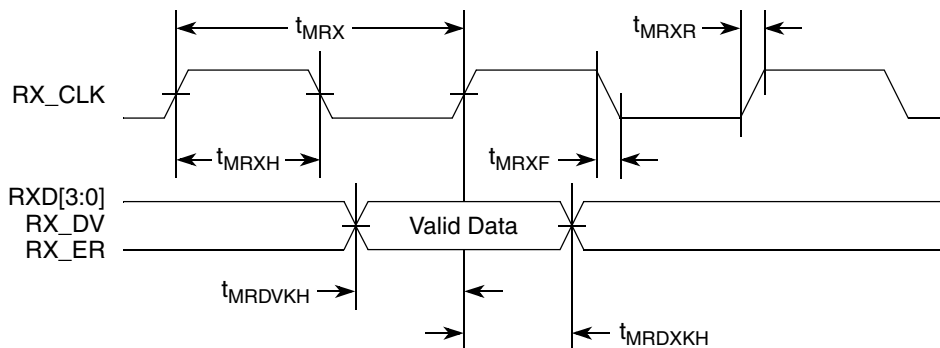 tMRX
tMRXR
RX_CLK
tMRXH
tMRXF
RXD[3:0]
RX_DV
Valid Data
RX_ER
tMRDVKH
tMRDXKH